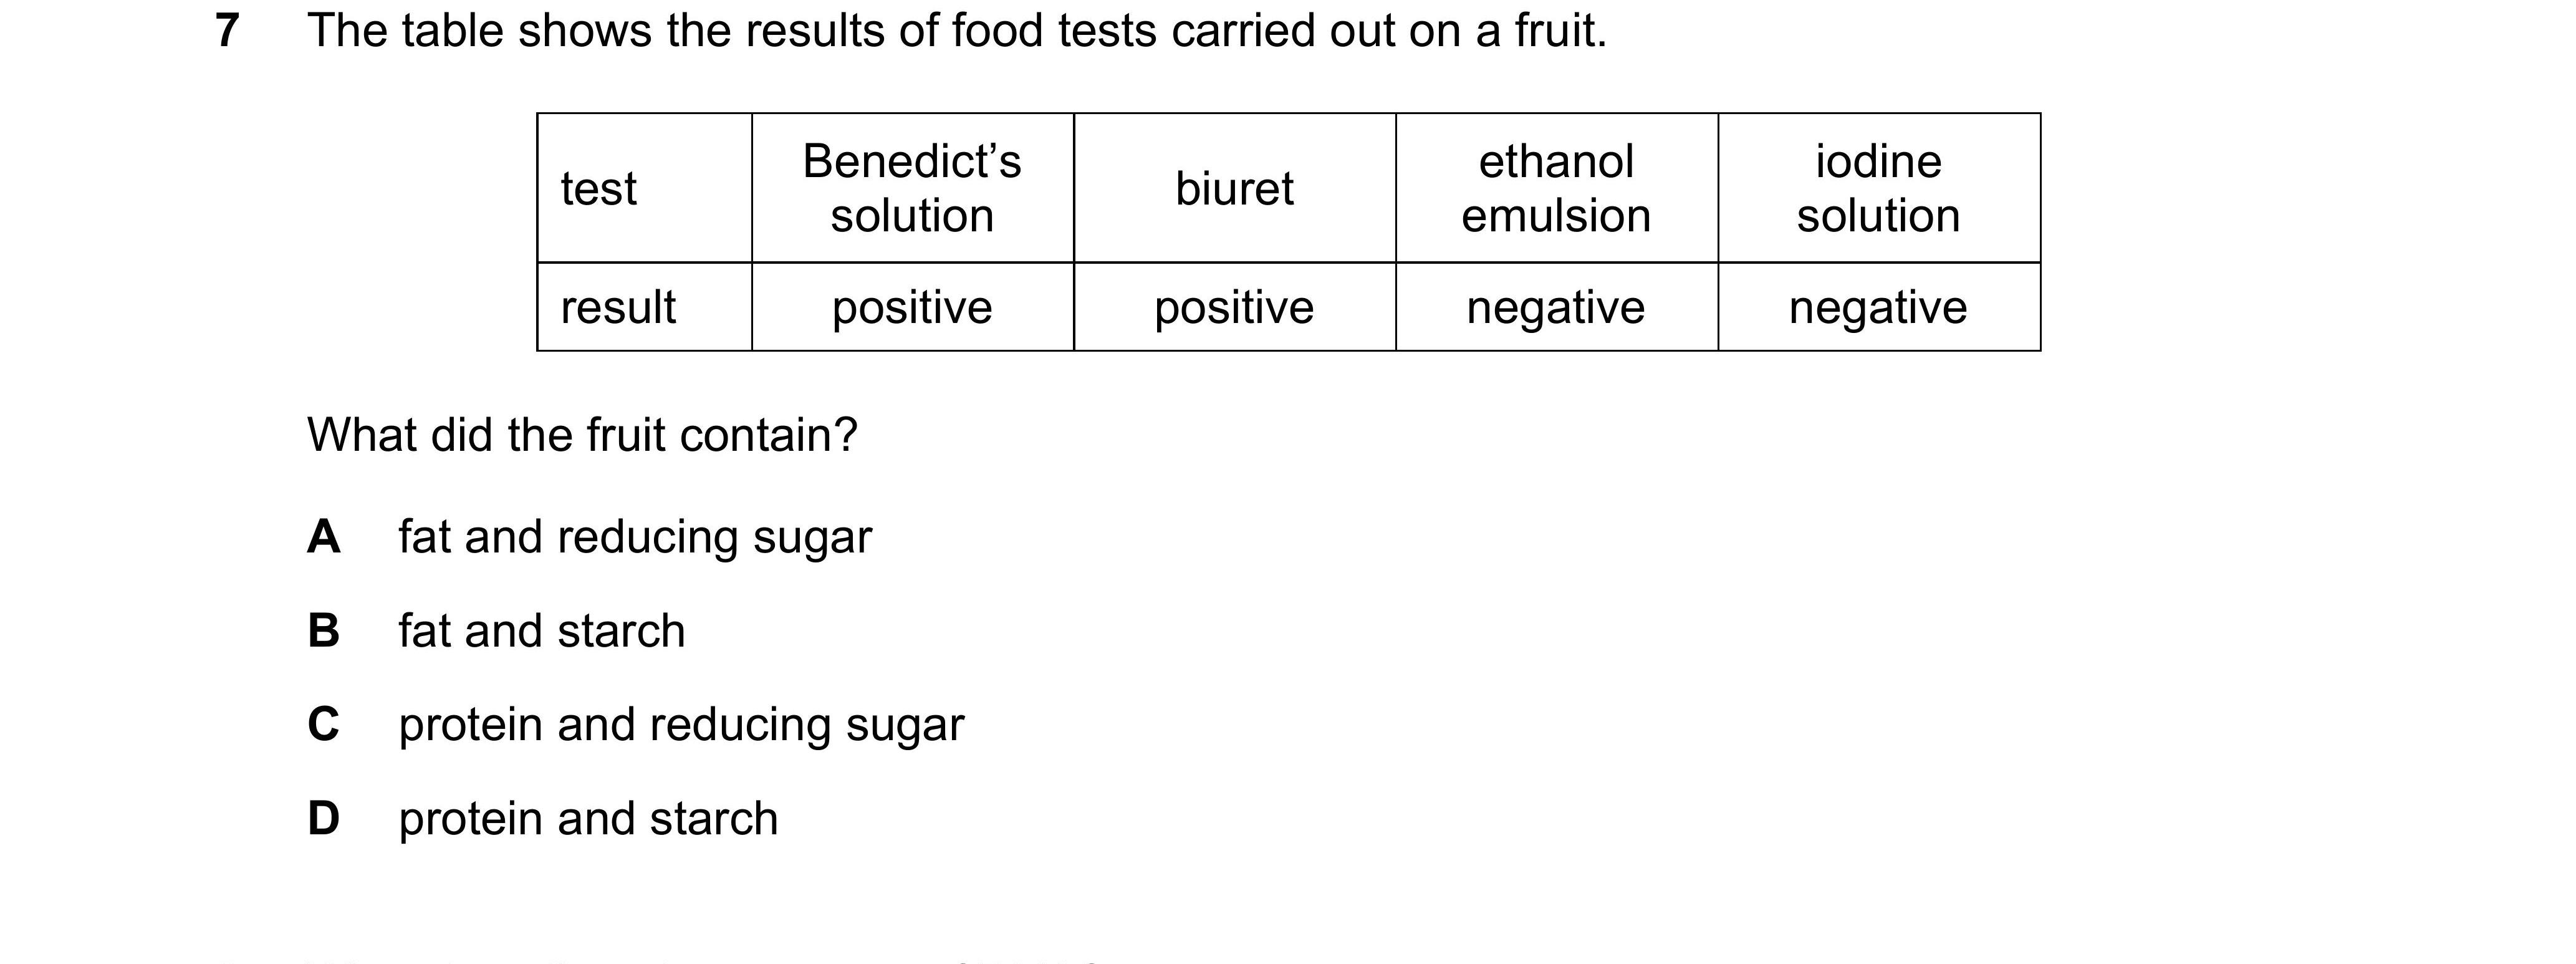 7 The table shows the results of food tests carried out on a fruit.
test Benedict’s solution biuret ethanol emulsion iodine solution
result positive positive negative negative
What did the fruit contain?
A fat and reducing sugar
B fat and starch
C protein and reducing sugar
D protein and starch